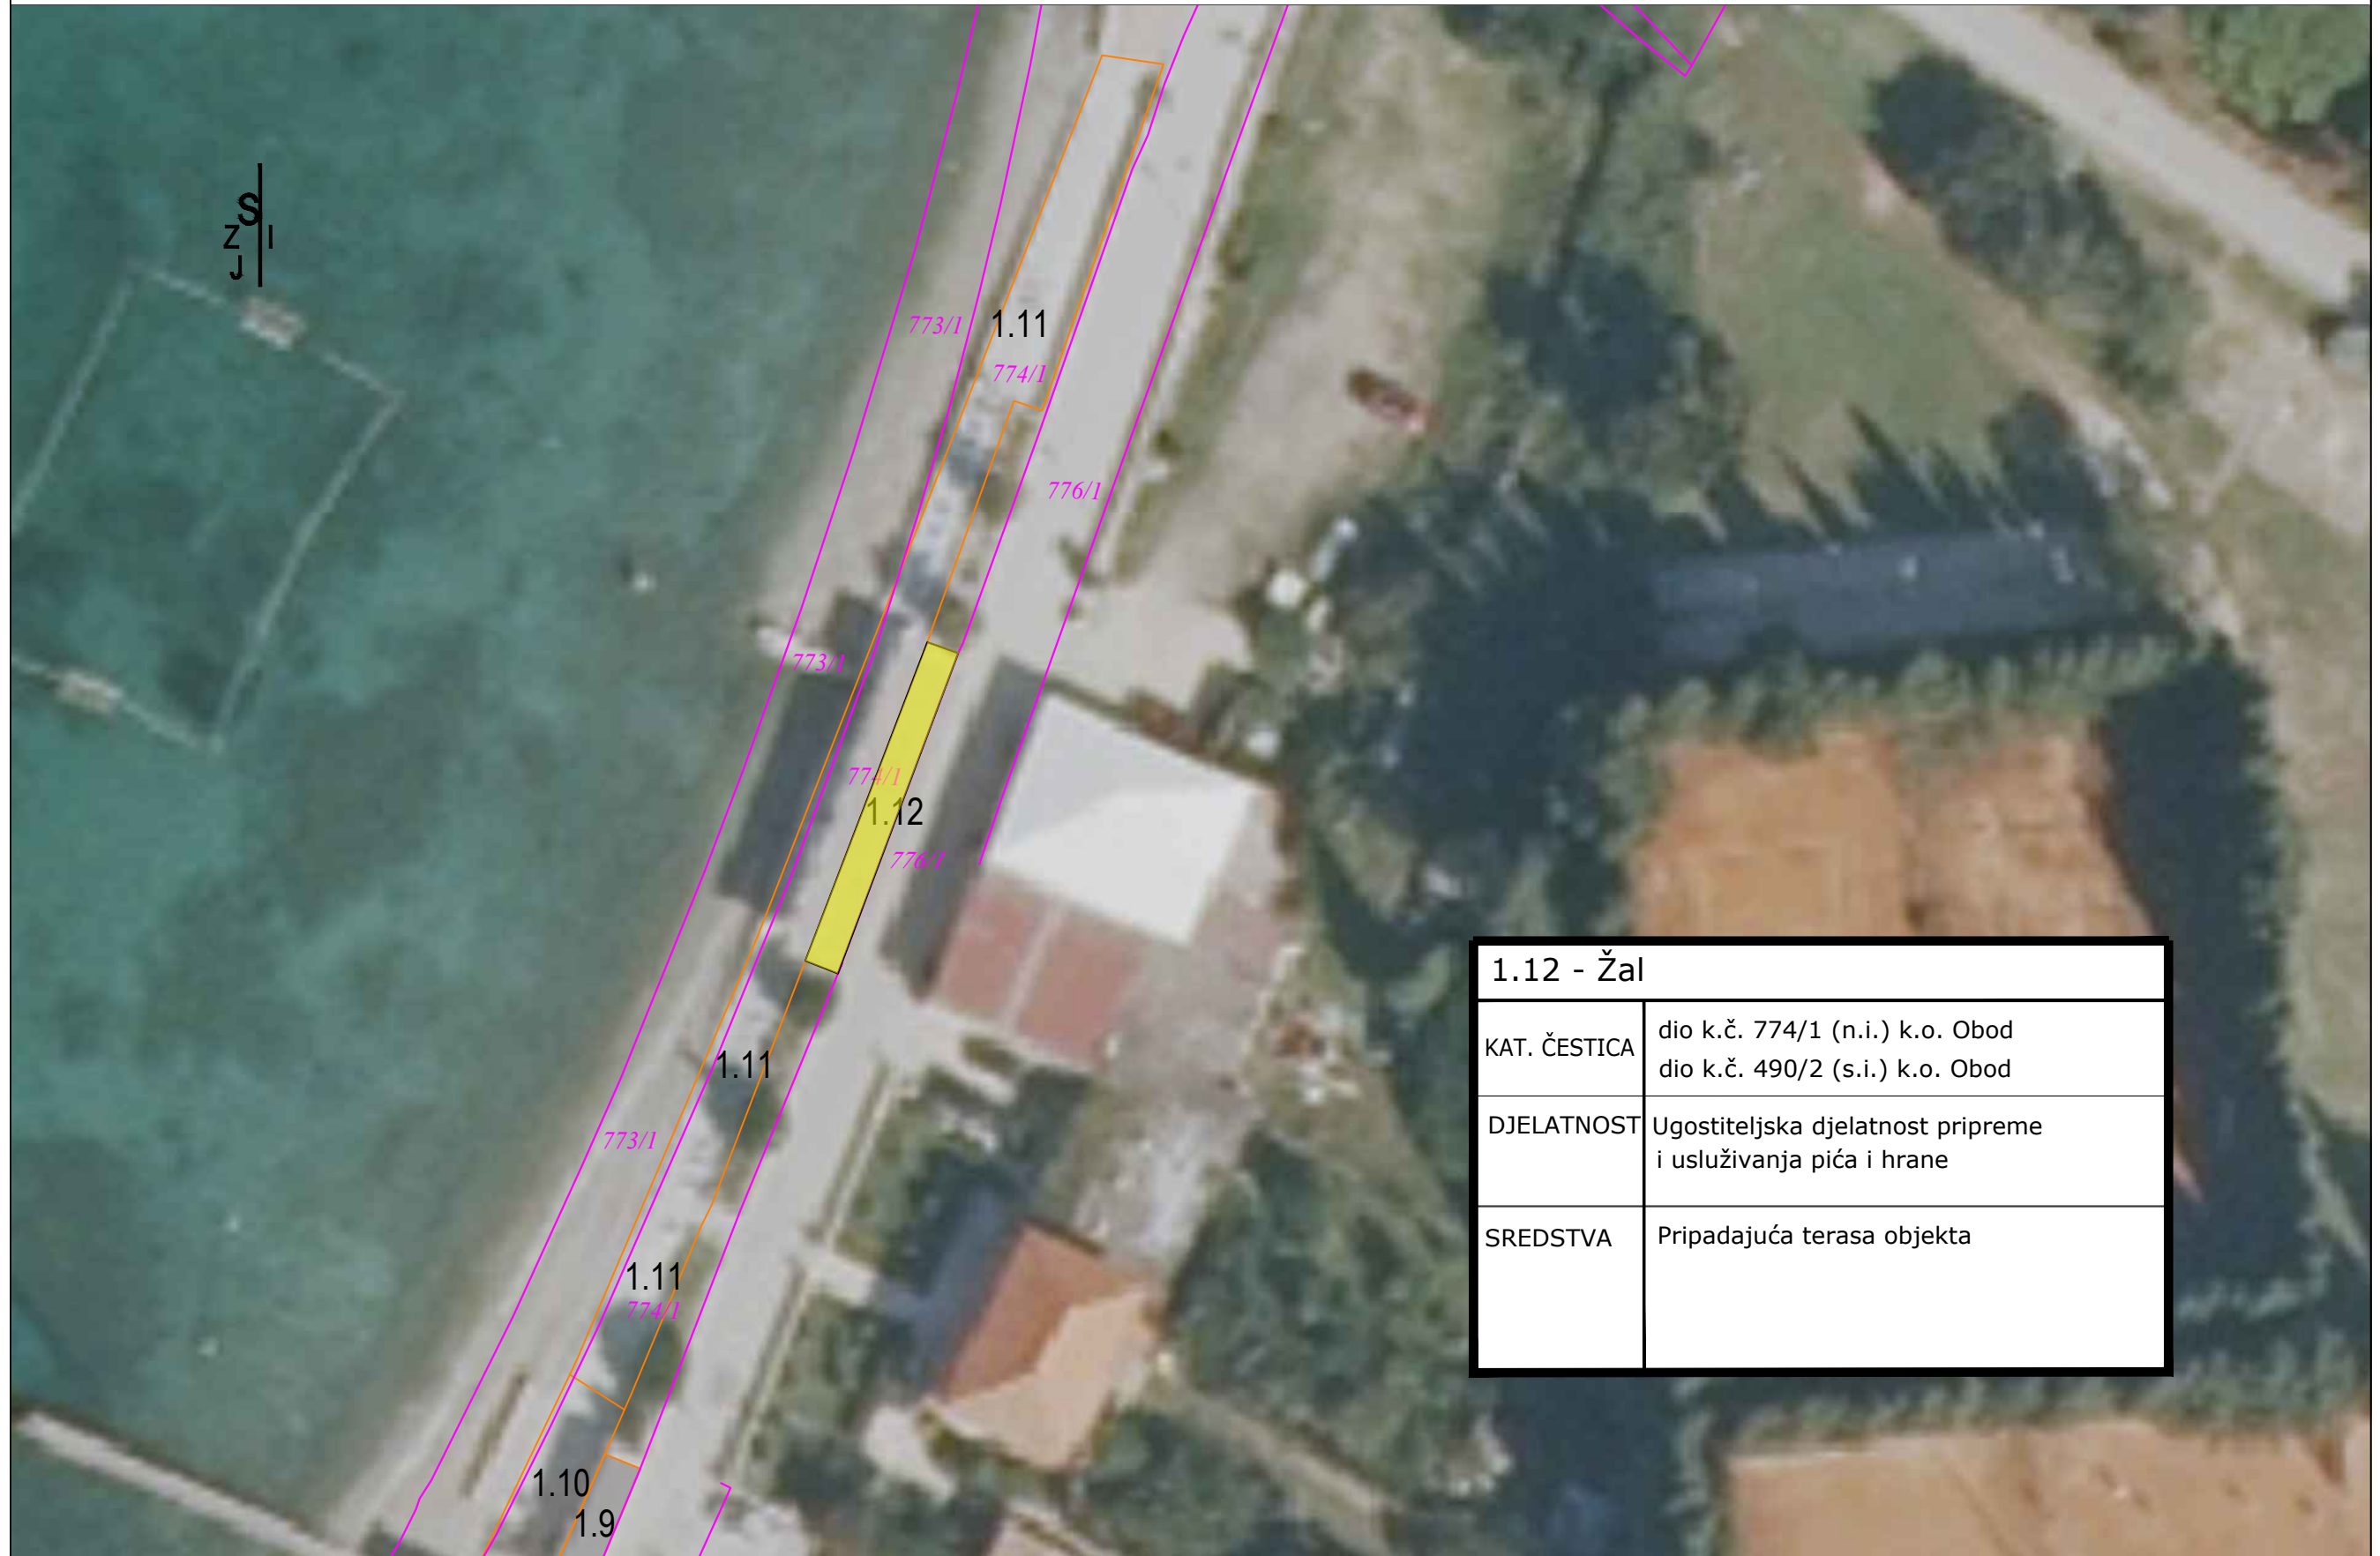 S
Z I
J
773/1
1.11
774/1
776/1
773/1
774/1
1.12
776/1
1.11
773/1
1.11
774/1
1.10
1.9
1.12 - Žal
KAT. ČESTICA
dio k.č. 774/1 (n.i.) k.o. Obod
dio k.č. 490/2 (s.i.) k.o. Obod
DJELATNOST
Ugostiteljska djelatnost pripreme
i usluživanja pića i hrane
SREDSTVA
Pripadajuća terasa objekta